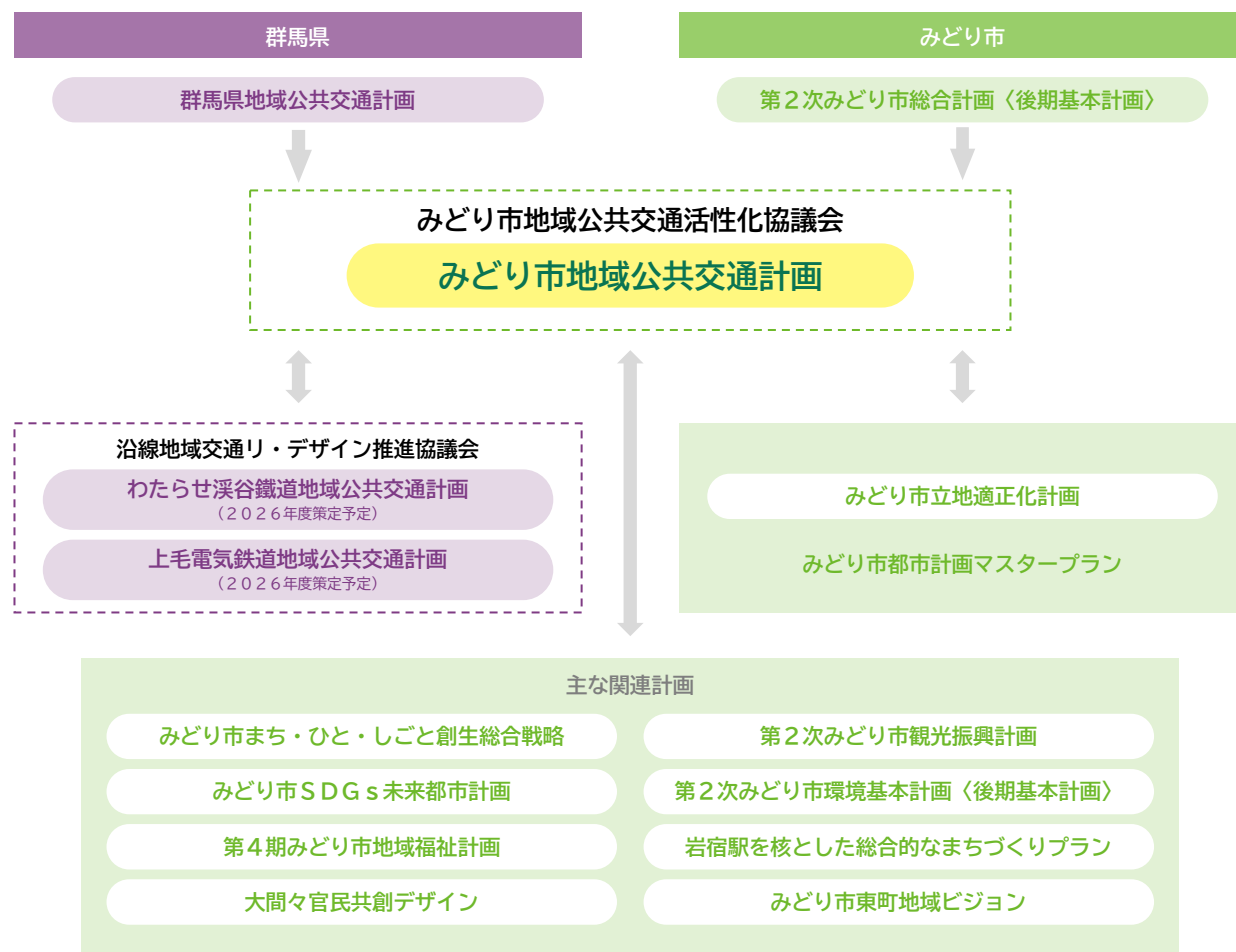 群馬県
みどり市
群馬県地域公共交通計画
第２次みどり市総合計画〈後期基本計画〉
みどり市地域公共交通活性化協議会
みどり市地域公共交通計画
沿線地域交通リ・デザイン推進協議会
わたらせ渓谷鐵道地域公共交通計画
（２０２６年度策定予定）
上毛電気鉄道地域公共交通計画
（２０２６年度策定予定）
みどり市立地適正化計画
みどり市都市計画マスタープラン
主な関連計画
みどり市まち・ひと・しごと創生総合戦略
第２次みどり市観光振興計画
みどり市ＳＤＧｓ未来都市計画
第２次みどり市環境基本計画〈後期基本計画〉
第４期みどり市地域福祉計画
岩宿駅を核とした総合的なまちづくりプラン
大間々官民共創デザイン
みどり市東町地域ビジョン